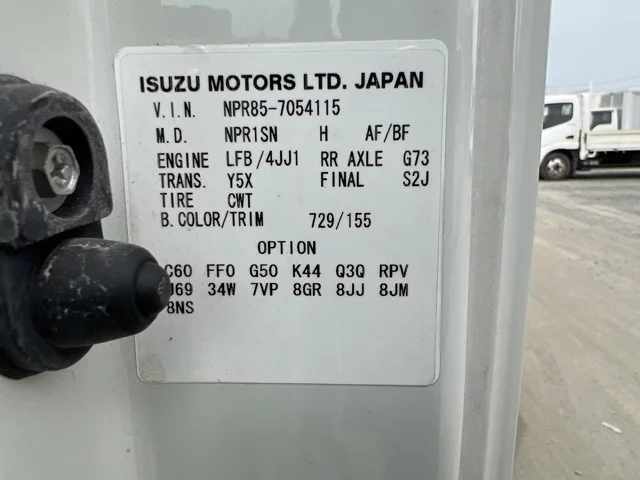 ISUZU MOTORS LTD. JAPAN
V.I.N. NPR85-7054115
M.D. NPR1SN H AF/BF
ENGINE LFB/4JJ1 RR AXLE G73
TRANS. Y5X FINAL S2J
TIRE CWT
B.COLOR/TRIM 729/155
OPTION
C60 FF0 G50 K44 Q3Q RPV
34W 7VP 8GR 8JJ 8JM
8NS